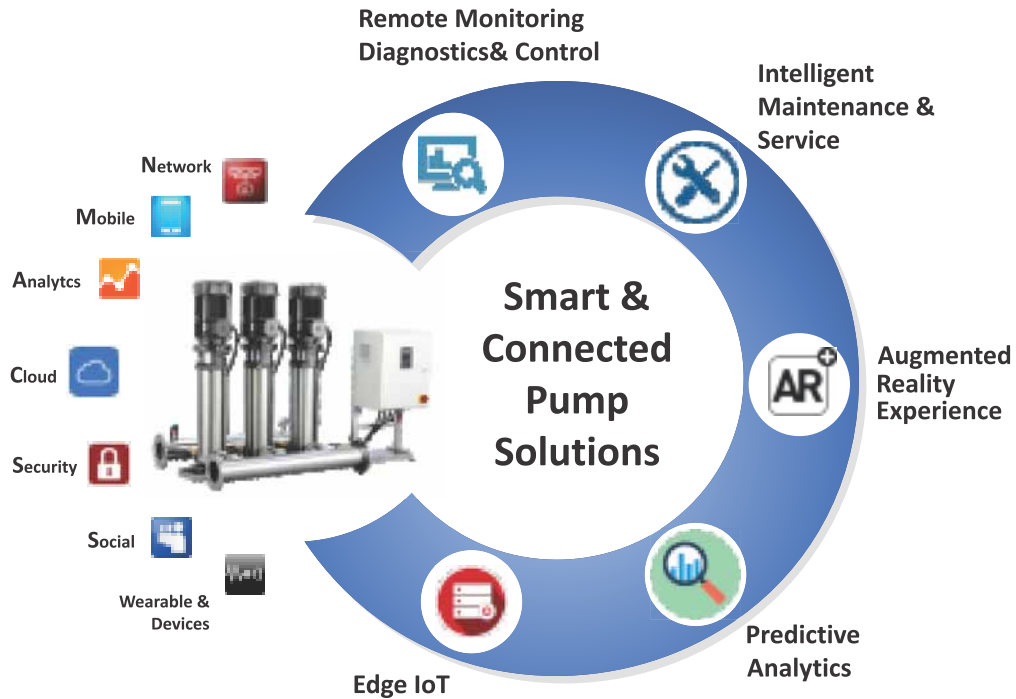 Remote Monitoring
Diagnostics& Control
Intelligent
Maintenance &
Service
Network
Mobile
Analytcs
Cloud
Security
Social
Wearable &
Devices
Smart &
Connected
Pump
Solutions
AR
Augmented
Reality
Experience
Predictive
Analytics
Edge IoT